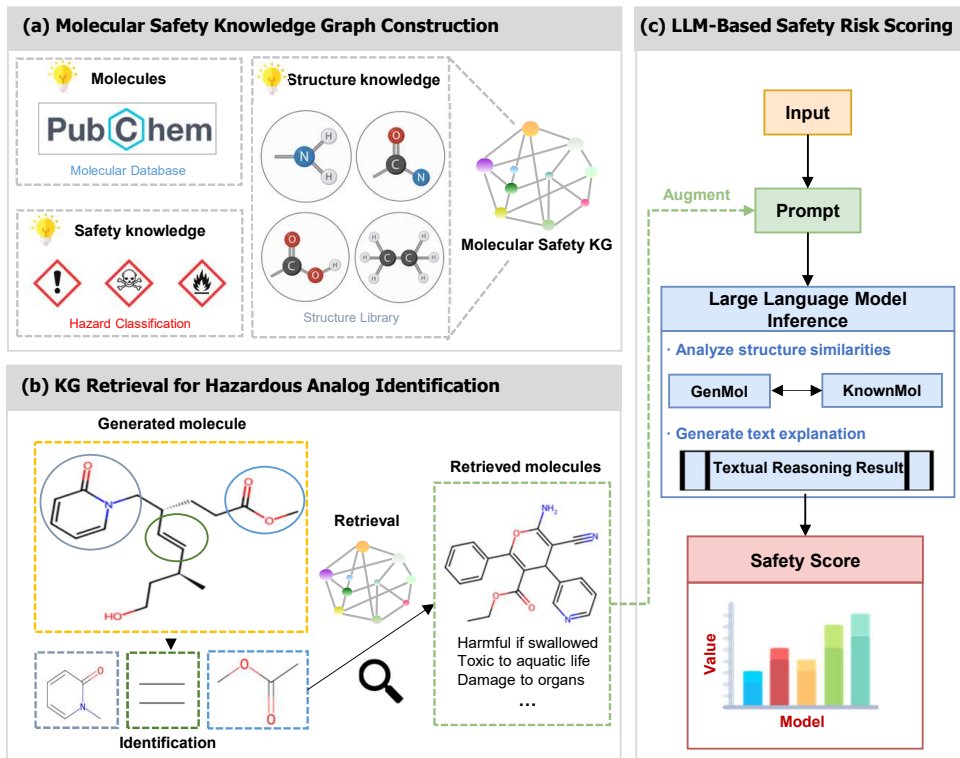 (a) Molecular Safety Knowledge Graph Construction
Molecules
PubChem
Molecular Database
Safety knowledge
Hazard Classification
Structure knowledge
N
H
H
O
C
N
O
C
O
H
H
H
H
C
C
H
H
H
Structure Library
Molecular Safety KG
(b) KG Retrieval for Hazardous Analog Identification
Generated molecule
O
N
O
O
HO
O
N
O
O
Identification
Retrieval
Retrieved molecules
NH₂
O
N
O
O
N
Harmful if swallowed
Toxic to aquatic life
Damage to organs
...
(c) LLM-Based Safety Risk Scoring
Input
Augment
Prompt
Large Language Model
Inference
· Analyze structure similarities
GenMol
KnownMol
· Generate text explanation
Textual Reasoning Result
Safety Score
Value
Model